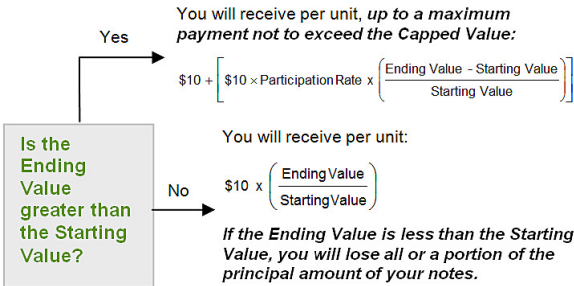 You will receive per unit, up to a maximum
payment not to exceed the Capped Value:
Yes
$10 + [ $10 × Participation Rate x ( Ending Value - Starting Value / Starting Value ) ]
Is the
Ending
Value
greater than
the Starting
Value?
No
You will receive per unit:
$10 x ( Ending Value / Starting Value )
If the Ending Value is less than the Starting
Value, you will lose all or a portion of the
principal amount of your notes.